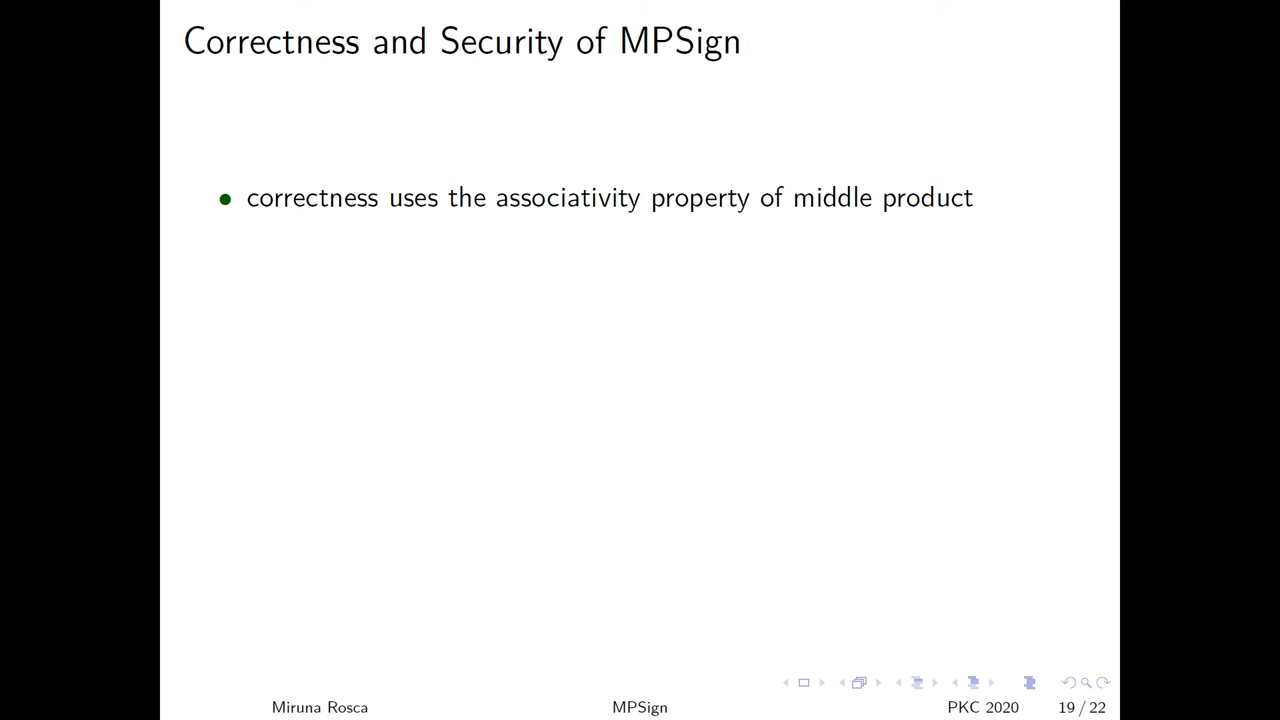 Correctness and Security of MPSign
• correctness uses the associativity property of middle product
Miruna Rosca MPSign PKC 2020 19 / 22